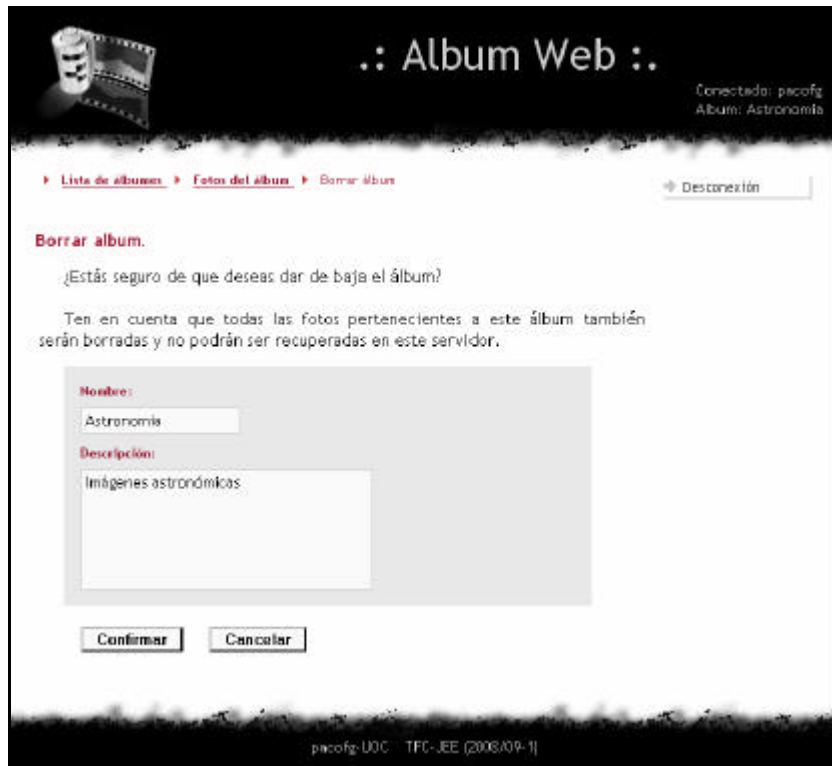 .: Album Web :.
Conectado: pacofg
Album: Astronomía
Lista de álbumes Fotos del álbum Borrar álbum
Desconexión
Borrar album.
¿Estás seguro de que deseas dar de baja el álbum?
Ten en cuenta que todas las fotos pertenecientes a este álbum también
serán borradas y no podrán ser recuperadas en este servidor.
Nombre:
Astronomía
Descripción:
Imágenes astronómicas
Confirmar Cancelar
pacofg-UOC TFC-JEE (2008/09-1)